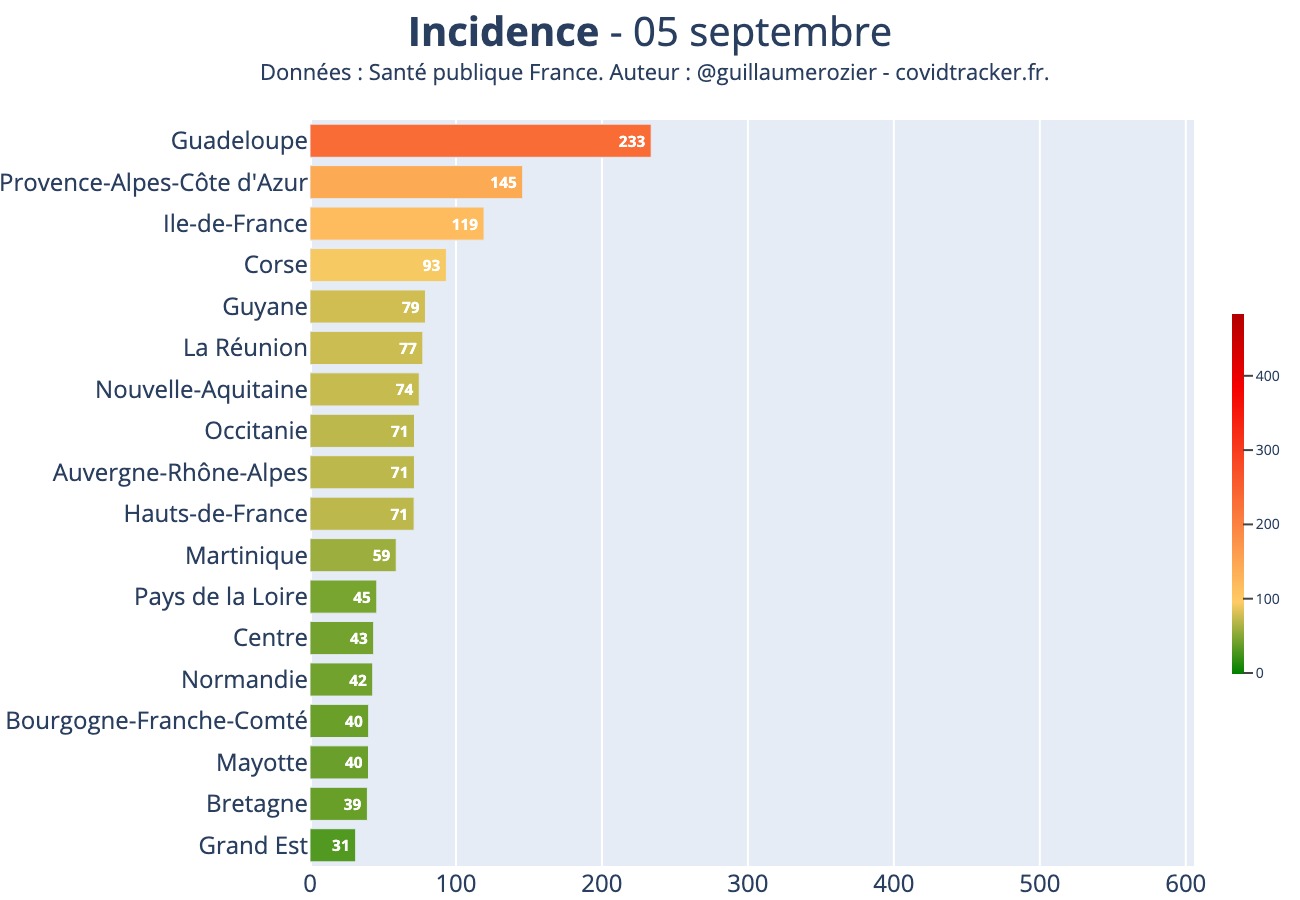 Incidence - 05 septembre
Données : Santé publique France. Auteur : @guillaumerozier - covidtracker.fr.
Guadeloupe 233
Provence-Alpes-Côte d'Azur 145
Ile-de-France 119
Corse 93
Guyane 79
La Réunion 77
Nouvelle-Aquitaine 74
Occitanie 71
Auvergne-Rhône-Alpes 71
Hauts-de-France 71
Martinique 59
Pays de la Loire 45
Centre 43
Normandie 42
Bourgogne-Franche-Comté 40
Mayotte 40
Bretagne 39
Grand Est 31
0 100 200 300 400 500 600
400
300
200
100
0